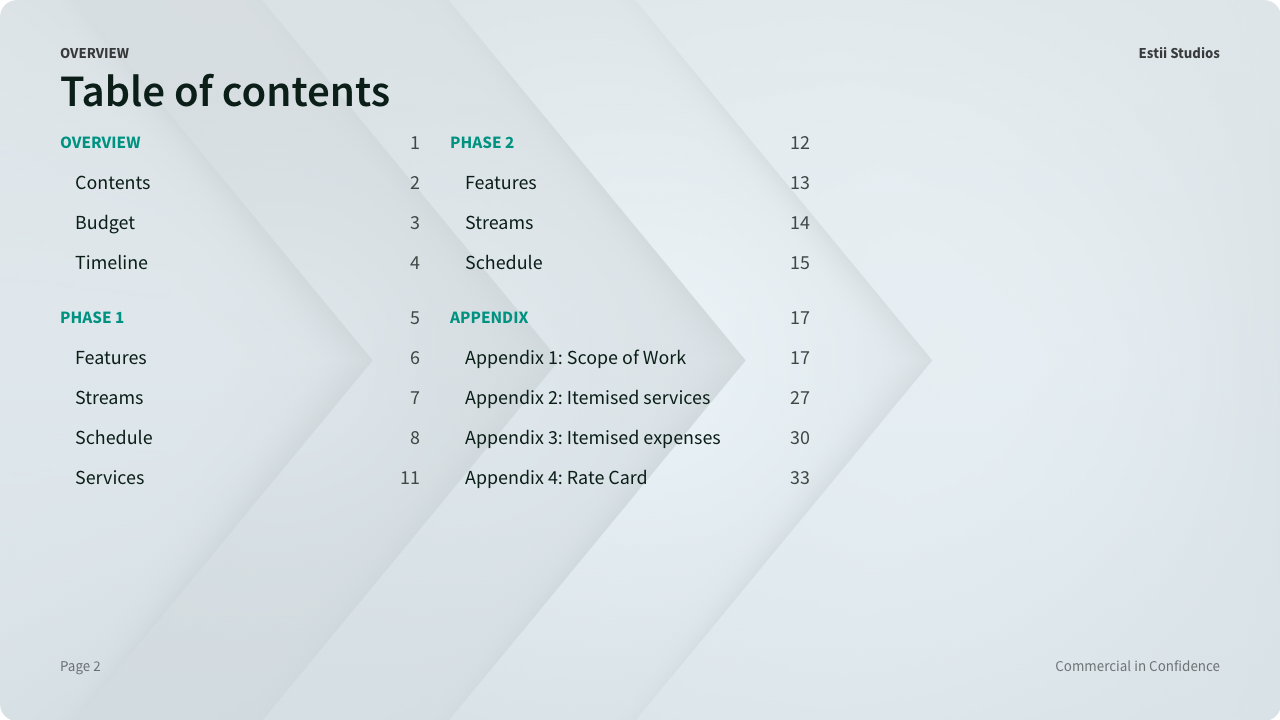 OVERVIEW
Estii Studios
Table of contents
OVERVIEW 1
Contents 2
Budget 3
Timeline 4
PHASE 1 5
Features 6
Streams 7
Schedule 8
Services 11
PHASE 2 12
Features 13
Streams 14
Schedule 15
APPENDIX 17
Appendix 1: Scope of Work 17
Appendix 2: Itemised services 27
Appendix 3: Itemised expenses 30
Appendix 4: Rate Card 33
Page 2
Commercial in Confidence